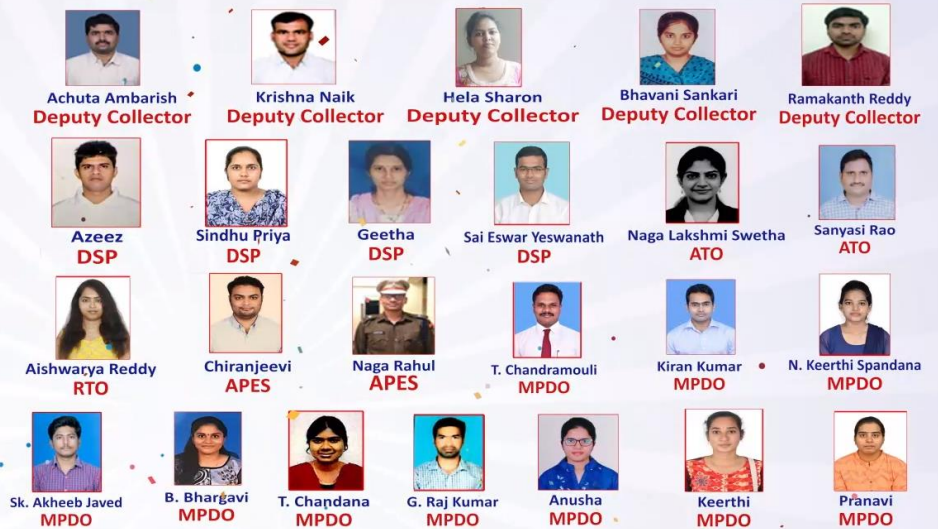 Achuta Ambarish
Deputy Collector
Krishna Naik
Deputy Collector
Hela Sharon
Deputy Collector
Bhavani Sankari
Deputy Collector
Ramakanth Reddy
Deputy Collector
Azeez
DSP
Sindhu Priya
DSP
Geetha
DSP
Sai Eswar Yeswanath
DSP
Naga Lakshmi Swetha
ATO
Sanyasi Rao
ATO
Aishwarya Reddy
RTO
Chiranjeevi
APES
Naga Rahul
APES
T. Chandramouli
MPDO
Kiran Kumar
MPDO
N. Keerthi Spandana
MPDO
Sk. Akheeb Javed
MPDO
B. Bhargavi
MPDO
T. Chandana
MPDO
G. Raj Kumar
MPDO
Anusha
MPDO
Keerthi
MPDO
Pranavi
MPDO